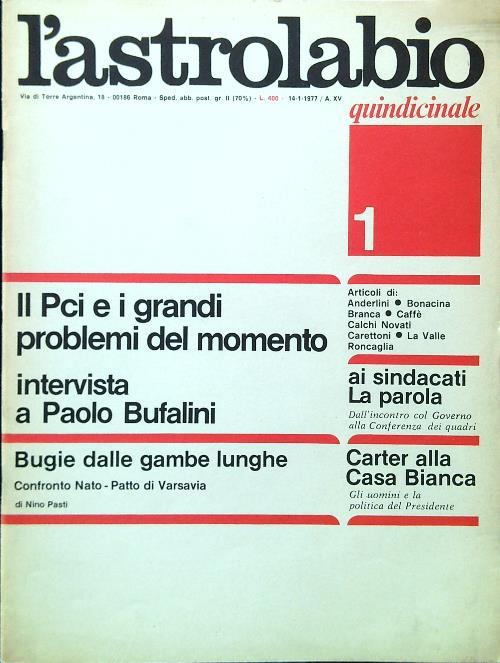 l'astrolabio
Via di Torre Argentina, 18 - 00186 Roma - Sped. abb. post. gr. II (70%) - L. 400 - 14-1-1977 / A. XV
quindicinale
1
Il Pci e i grandi
problemi del momento
intervista
a Paolo Bufalini
Articoli di:
Anderlini ● Bonacina
Branca ● Caffè
Calchi Novati
Carettoni ● La Valle
Roncaglia
ai sindacati
La parola
Dall'incontro col Governo
alla Conferenza dei quadri
Bugie dalle gambe lunghe
Confronto Nato - Patto di Varsavia
di Nino Pasti
Carter alla
Casa Bianca
Gli uomini e la
politica del Presidente